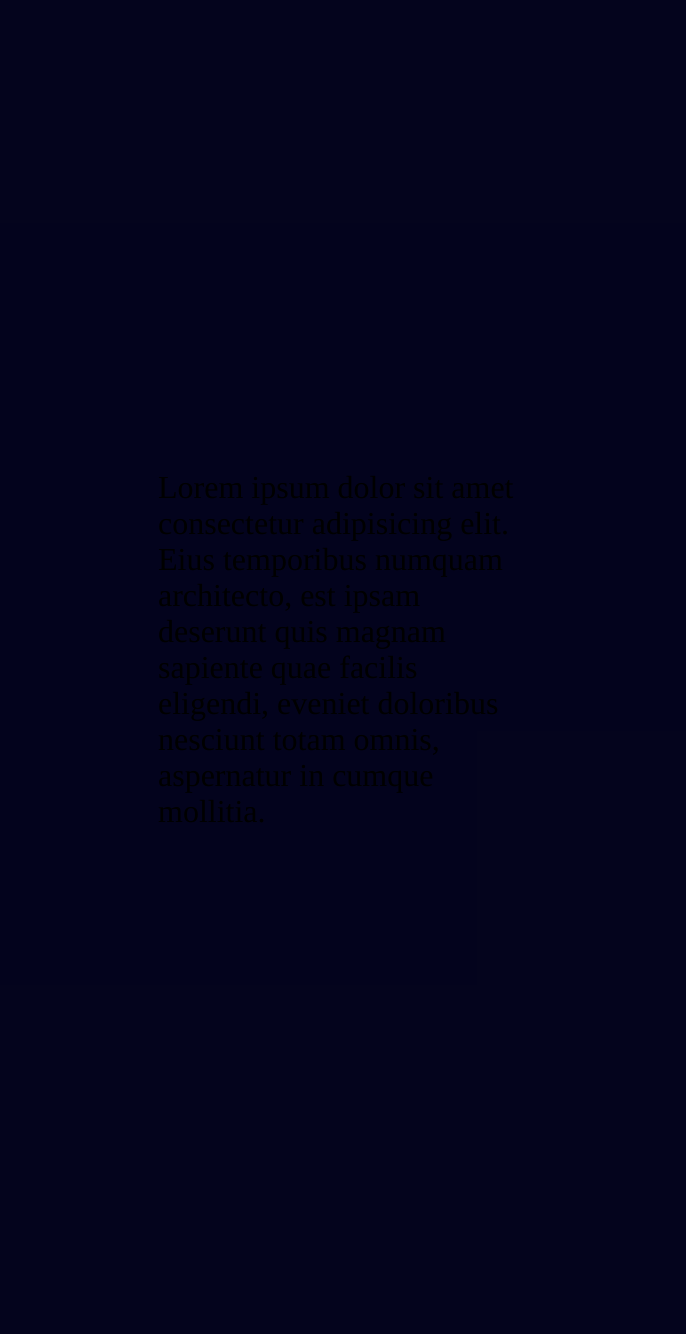 Lorem ipsum dolor sit amet
consectetur adipisicing elit.
Eius temporibus numquam
architecto, est ipsam
deserunt quis magnam
sapiente quae facilis
eligendi, eveniet doloribus
nesciunt totam omnis,
aspernatur in cumque
mollitia.